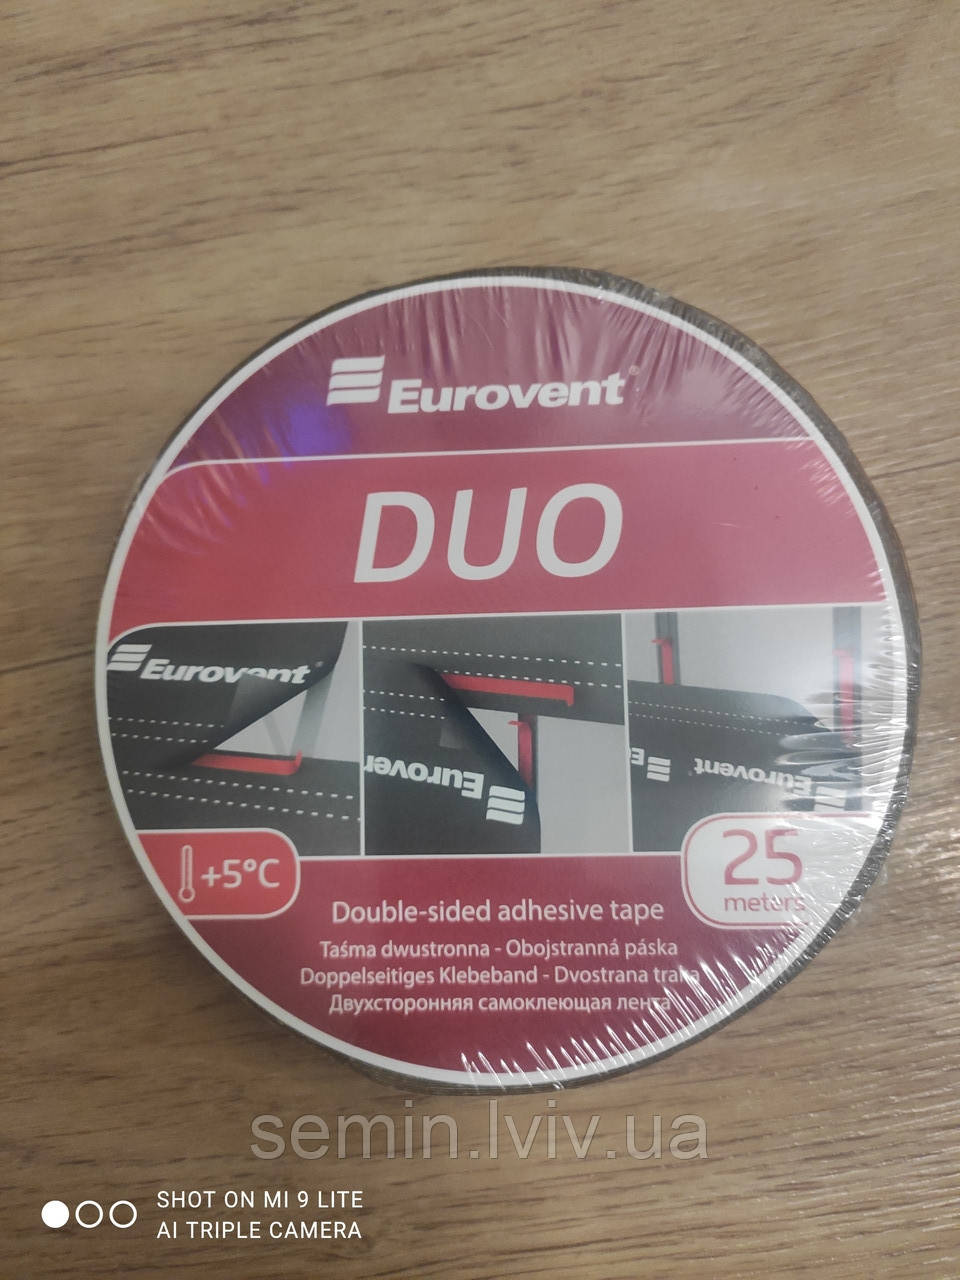 Eurovent®
DUO
Eurovent®
Eurovent
Eurovent
+5°C
25
meters
Double-sided adhesive tape
Taśma dwustronna - Obojstranná páska
Doppelseitiges Klebeband - Dvostrana traka
Двухсторонняя самоклеющая лента
semin.lviv.ua
SHOT ON MI 9 LITE
AI TRIPLE CAMERA